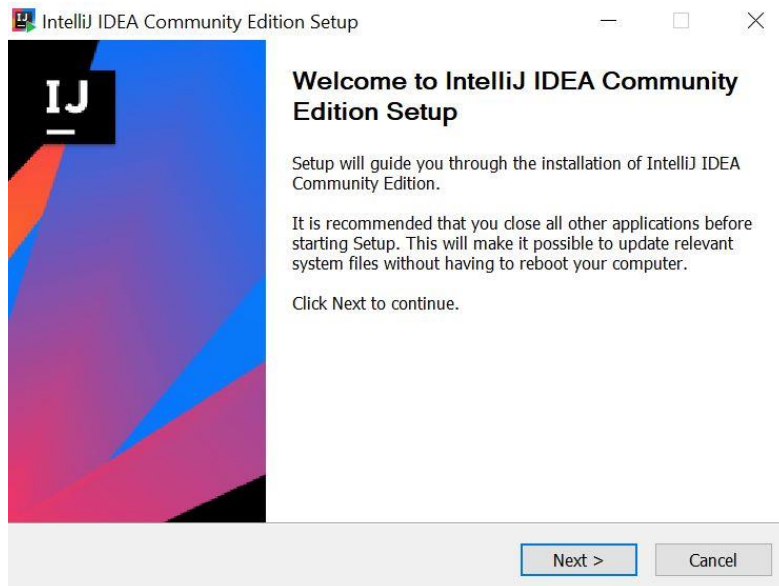 IntelliJ IDEA Community Edition Setup
IJ
Welcome to IntelliJ IDEA Community
Edition Setup
Setup will guide you through the installation of IntelliJ IDEA
Community Edition.
It is recommended that you close all other applications before
starting Setup. This will make it possible to update relevant
system files without having to reboot your computer.
Click Next to continue.
Next >
Cancel